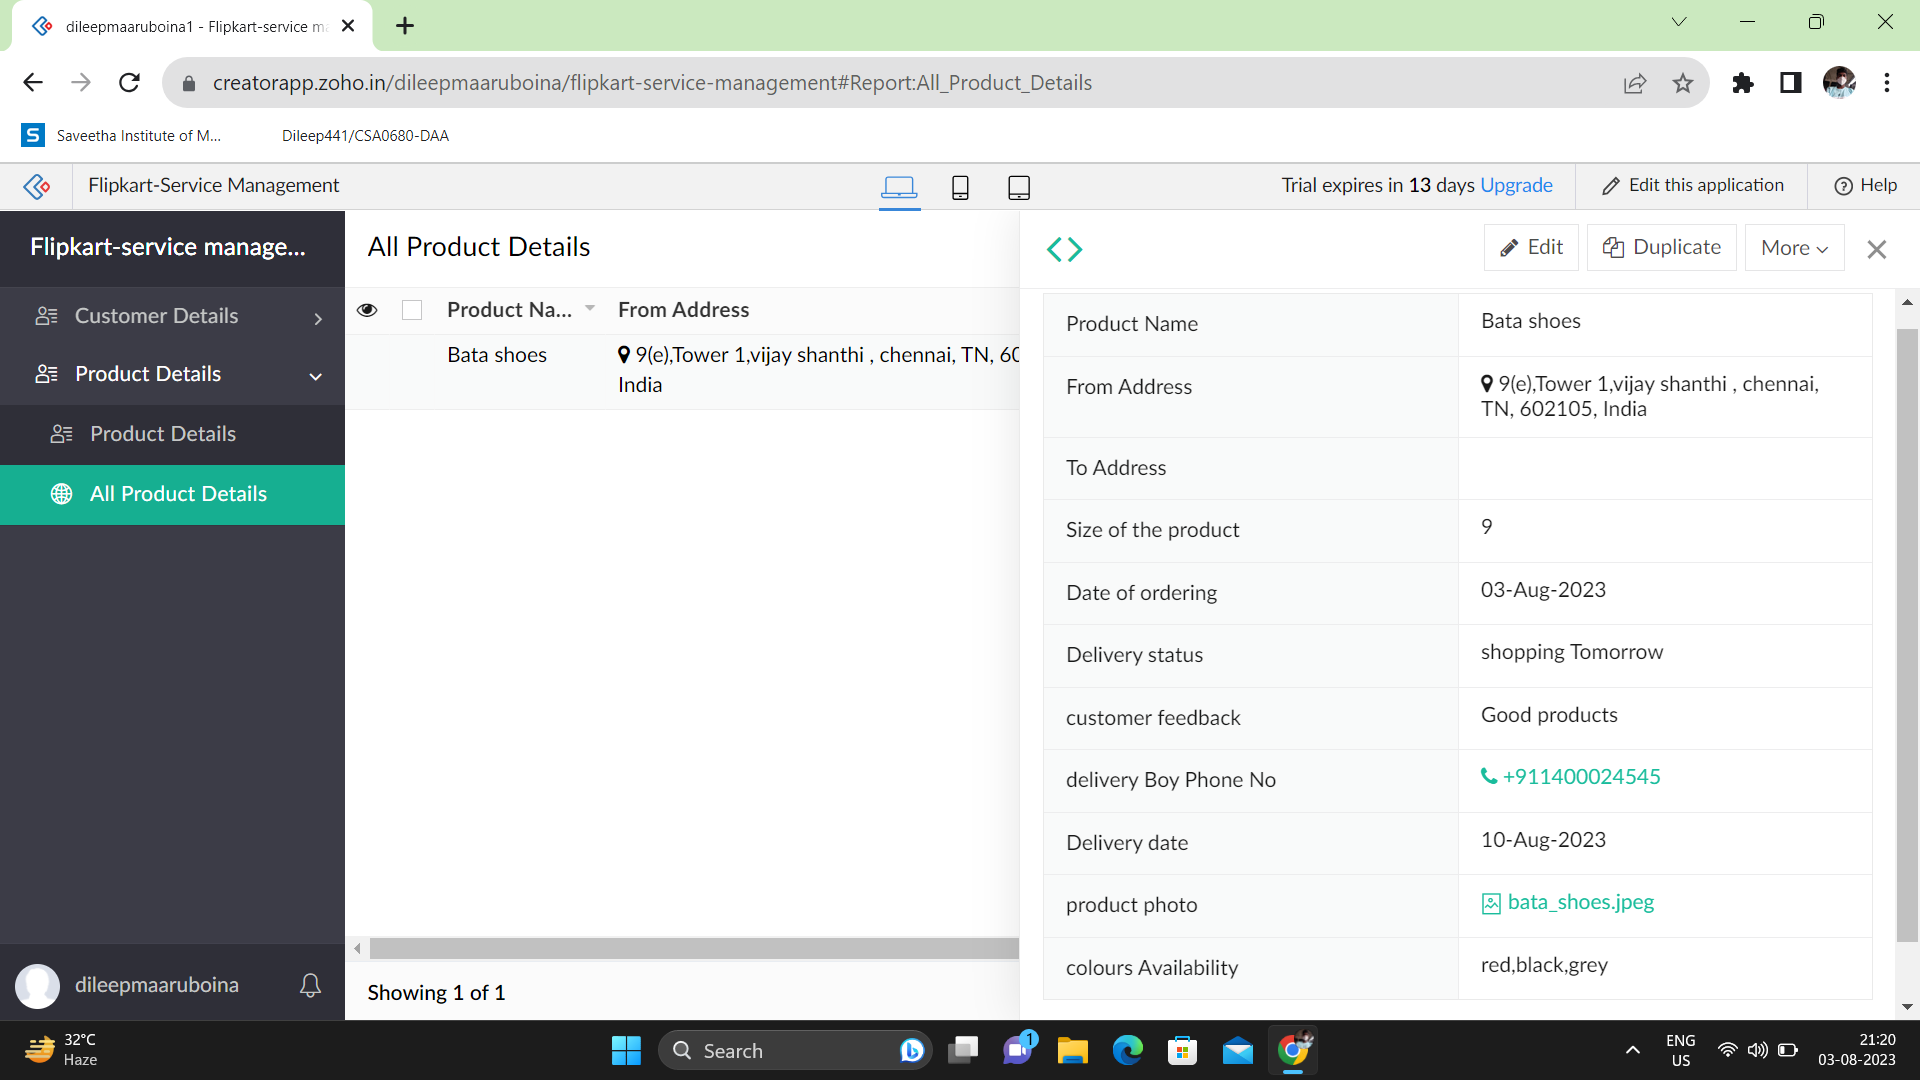 dileepmaaruboina1 - Flipkart-service m
creatorapp.zoho.in/dileepmaaruboina/flipkart-service-management#Report:All_Product_Details
S Saveetha Institute of M...
Dileep441/CSA0680-DAA
Flipkart-Service Management
Trial expires in 13 days Upgrade
Edit this application
Help
Flipkart-service manage...
Customer Details
Product Details
Product Details
All Product Details
dileepmaaruboina
All Product Details
Product Na...
From Address
Bata shoes
9(e),Tower 1,vijay shanthi , chennai, TN, 60
India
Showing 1 of 1
Edit
Duplicate
More
Product Name
Bata shoes
From Address
9(e),Tower 1,vijay shanthi , chennai,
TN, 602105, India
To Address
Size of the product
9
Date of ordering
03-Aug-2023
Delivery status
shopping Tomorrow
customer feedback
Good products
delivery Boy Phone No
+911400024545
Delivery date
10-Aug-2023
product photo
bata_shoes.jpeg
colours Availability
red,black,grey
32°C
Haze
Search
1
ENG
US
21:20
03-08-2023